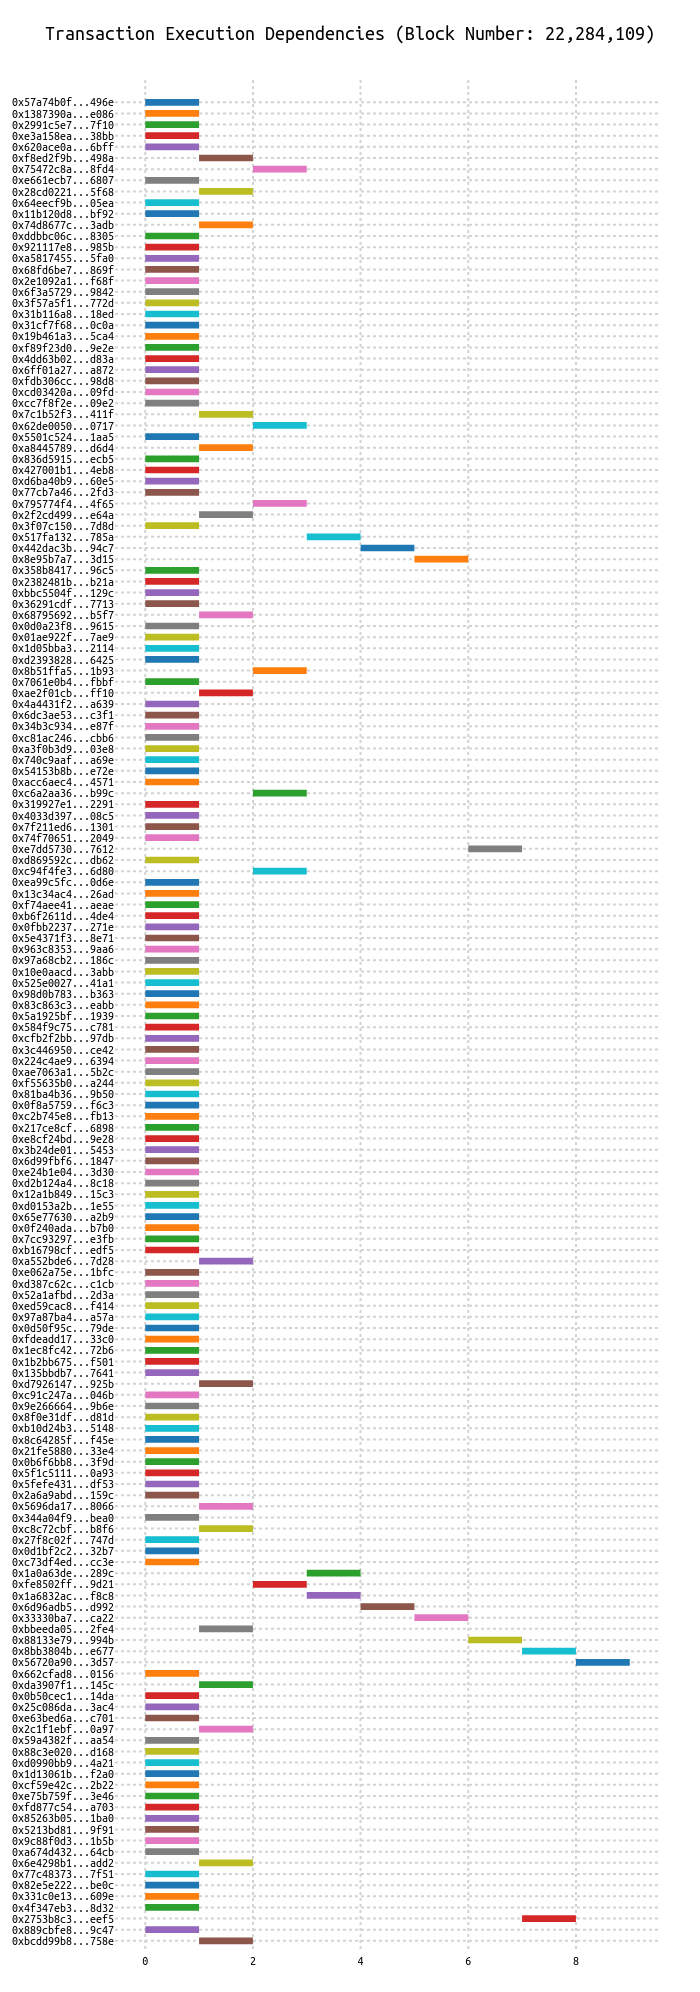 Transaction Execution Dependencies (Block Number: 22,284,109)
0x57a74b0f...496e
0x1387390a...e086
0x2991c5e7...7f10
0xe3a158ea...38bb
0x620ace0a...6bff
0xf8ed2f9b...498a
0x75472c8a...8fd4
0xe661ecb7...6807
0x28cd0221...5f68
0x64eecf9b...05ea
0x11b120d8...bf92
0x74d8677c...3adb
0xddbbc06c...8305
0x921117e8...985b
0xa5817455...5fa0
0x68fd6be7...869f
0x2e1092a1...f68f
0x6f3a5729...9842
0x3f57a5f1...772d
0x31b116a8...18ed
0x31cf7f68...0c0a
0x19b461a3...5ca4
0xf89f23d0...9e2e
0x4dd63b02...d83a
0x6ff01a27...a872
0xfdb306cc...98d8
0xcd03420a...09fd
0xcc7f8f2e...09e2
0x7c1b52f3...411f
0x62de0050...0717
0x5501c524...1aa5
0xa8445789...d6d4
0x836d5915...ecb5
0x427001b1...4eb8
0xd6ba40b9...60e5
0x77cb7a46...2fd3
0x795774f4...4f65
0x2f2cd499...e64a
0x3f07c150...7d8d
0x517fa132...785a
0x442dac3b...94c7
0x8e95b7a7...3d15
0x358b8417...96c5
0x2382481b...b21a
0xbbc5504f...129c
0x36291cdf...7713
0x68795692...b5f7
0x0d0a23f8...9615
0x01ae922f...7ae9
0x1d05bba3...2114
0xd2393828...6425
0x8b51ffa5...1b93
0x7061e0b4...fbbf
0xae2f01cb...ff10
0x4a4431f2...a639
0x6dc3ae53...c3f1
0x34b3c934...e87f
0xc81ac246...cbb6
0xa3f0b3d9...03e8
0x740c9aaf...a69e
0x54153b8b...e72e
0xacc6aec4...4571
0xc6a2aa36...b99c
0x319927e1...2291
0x4033d397...08c5
0x7f211ed6...1301
0x74f70651...2049
0xe7dd5730...7612
0xd869592c...db62
0xc94f4fe3...6d80
0xea99c5fc...0d6e
0x13c34ac4...26ad
0xf74aee41...aeae
0xb6f2611d...4de4
0x0fbb2237...271e
0x5e4371f3...8e71
0x963c8353...9aa6
0x97a68cb2...186c
0x10e0aacd...3abb
0x525e0027...41a1
0x98d0b783...b363
0x83c863c3...eabb
0x5a1925bf...1939
0x584f9c75...c781
0xcfb2f2bb...97db
0x3c446950...ce42
0x224c4ae9...6394
0xae7063a1...5b2c
0xf55635b0...a244
0x81ba4b36...9b50
0x0f8a5759...f6c3
0xc2b745e8...fb13
0x217ce8cf...6898
0xe8cf24bd...9e28
0x3b24de01...5453
0x6d99fbf6...1847
0xe24b1e04...3d30
0xd2b124a4...8c18
0x12a1b849...15c3
0xd0153a2b...1e55
0x65e77630...a2b9
0x0f240ada...b7b0
0x7cc93297...e3fb
0xb16798cf...edf5
0xa552bde6...7d28
0xe062a75e...1bfc
0xd387c62c...c1cb
0x52a1afbd...2d3a
0xed59cac8...f414
0x97a87ba4...a57a
0x0d50f95c...79de
0xfdeadd17...33c0
0x1ec8fc42...72b6
0x1b2bb675...f501
0x135bbdb7...7641
0xd7926147...925b
0xc91c247a...046b
0x9e266664...9b6e
0x8f0e31df...d81d
0xb10d24b3...5148
0x8c64285f...f45e
0x21fe5880...33e4
0x0b6f6bb8...3f9d
0x5f1c5111...0a93
0x5fefe431...df53
0x2a6a9abd...159c
0x5696da17...8066
0x344a04f9...bea0
0xc8c72cbf...b8f6
0x27f8c02f...747d
0x0d1bf2c2...32b7
0xc73df4ed...cc3e
0x1a0a63de...289c
0xfe8502ff...9d21
0x1a6832ac...f8c8
0x6d96adb5...d992
0x33330ba7...ca22
0xbbeeda05...2fe4
0x88133e79...994b
0x8bb3804b...e677
0x56720a90...3d57
0x662cfad8...0156
0xda3907f1...145c
0x0b50cec1...14da
0x25c086da...3ac4
0xe63bed6a...c701
0x2c1f1ebf...0a97
0x59a4382f...aa54
0x88c3e020...d168
0xd0990bb9...4a21
0x1d13061b...f2a0
0xcf59e42c...2b22
0xe75b759f...3e46
0xfd877c54...a703
0x85263b05...1ba0
0x5213bd81...9f91
0x9c88f0d3...1b5b
0xa674d432...64cb
0x6e4298b1...add2
0x77c48373...7f51
0x82e5e222...be0c
0x331c0e13...609e
0x4f347eb3...8d32
0x2753b8c3...eef5
0x889cbfe8...9c47
0xbcdd99b8...758e
0 2 4 6 8